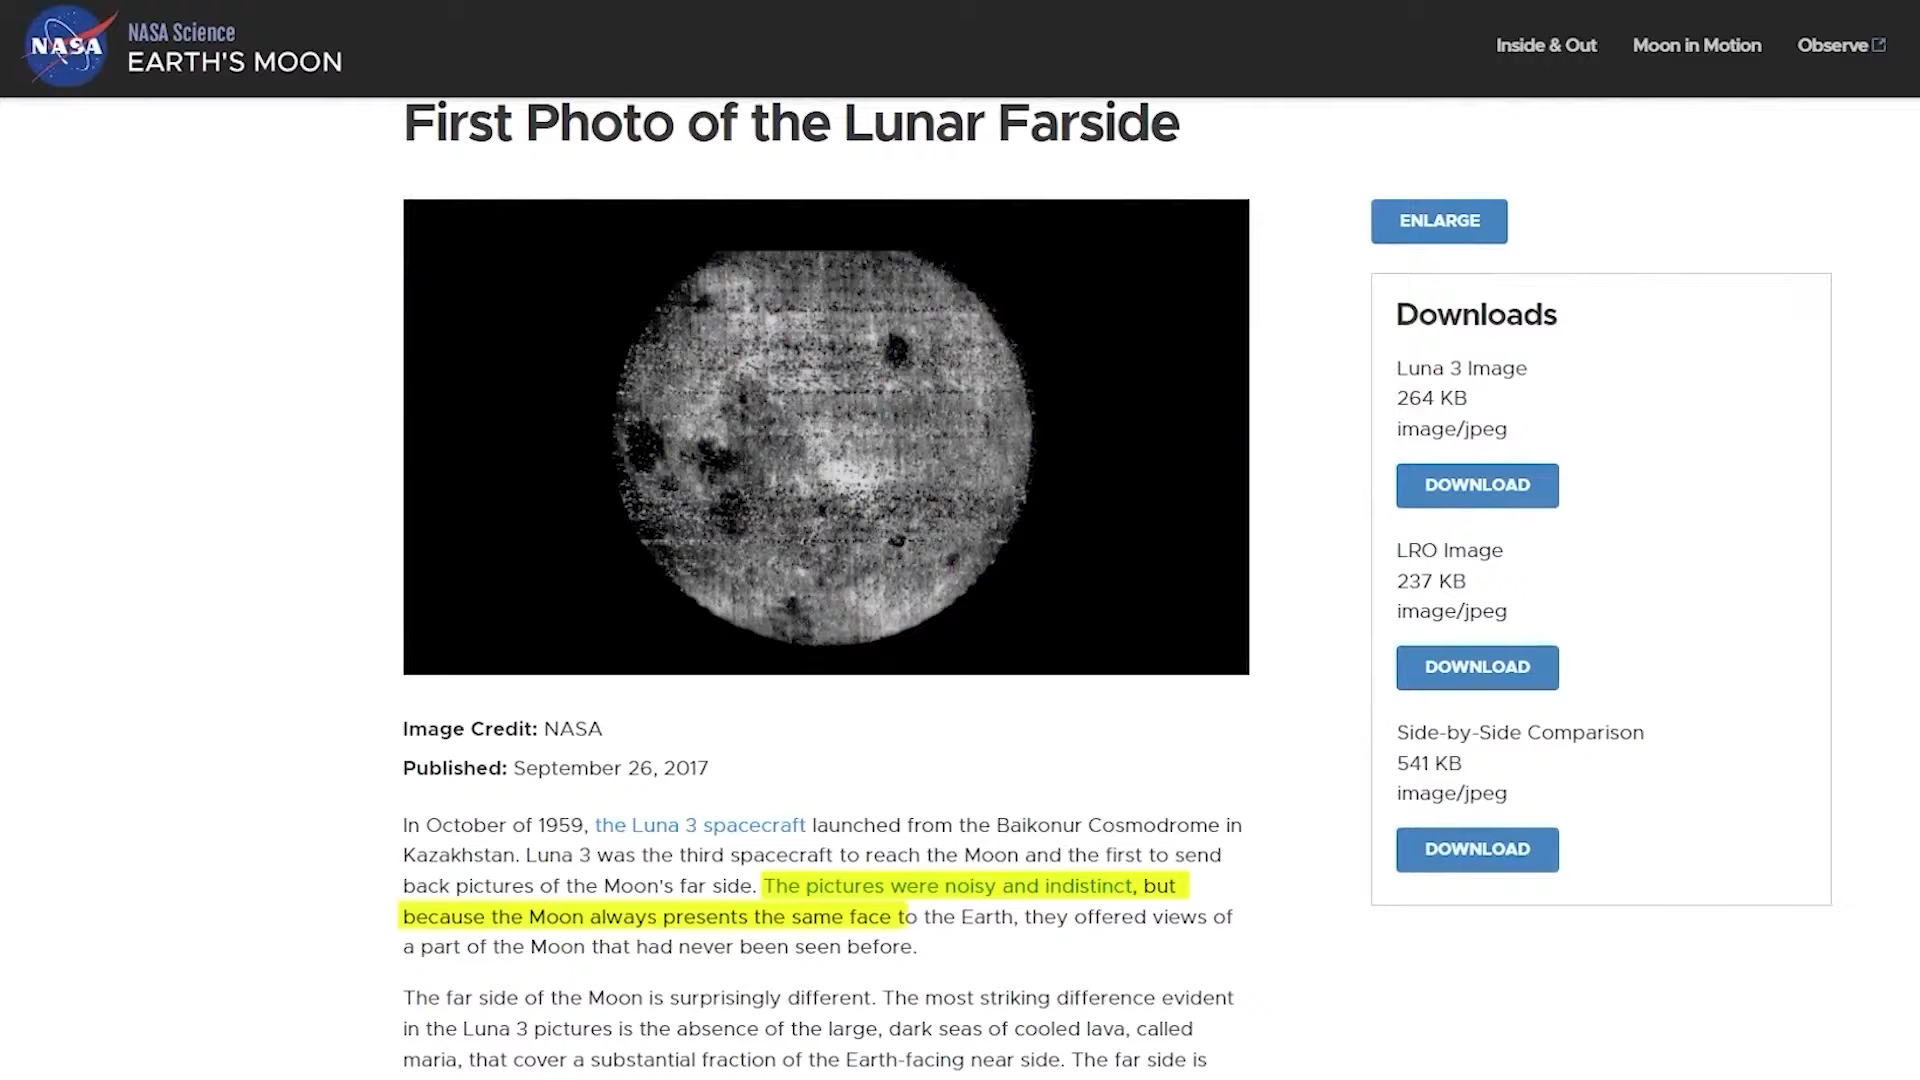 NASA
NASA Science
EARTH'S MOON
Inside & Out
Moon in Motion
Observe
First Photo of the Lunar Farside
ENLARGE
Downloads
Luna 3 Image
264 KB
image/jpeg
DOWNLOAD
LRO Image
237 KB
image/jpeg
DOWNLOAD
Side-by-Side Comparison
541 KB
image/jpeg
DOWNLOAD
Image Credit: NASA
Published: September 26, 2017
In October of 1959, the Luna 3 spacecraft launched from the Baikonur Cosmodrome in
Kazakhstan. Luna 3 was the third spacecraft to reach the Moon and the first to send
back pictures of the Moon's far side. The pictures were noisy and indistinct, but
because the Moon always presents the same face to the Earth, they offered views of
a part of the Moon that had never been seen before.
The far side of the Moon is surprisingly different. The most striking difference evident
in the Luna 3 pictures is the absence of the large, dark seas of cooled lava, called
maria, that cover a substantial fraction of the Earth-facing near side. The far side is